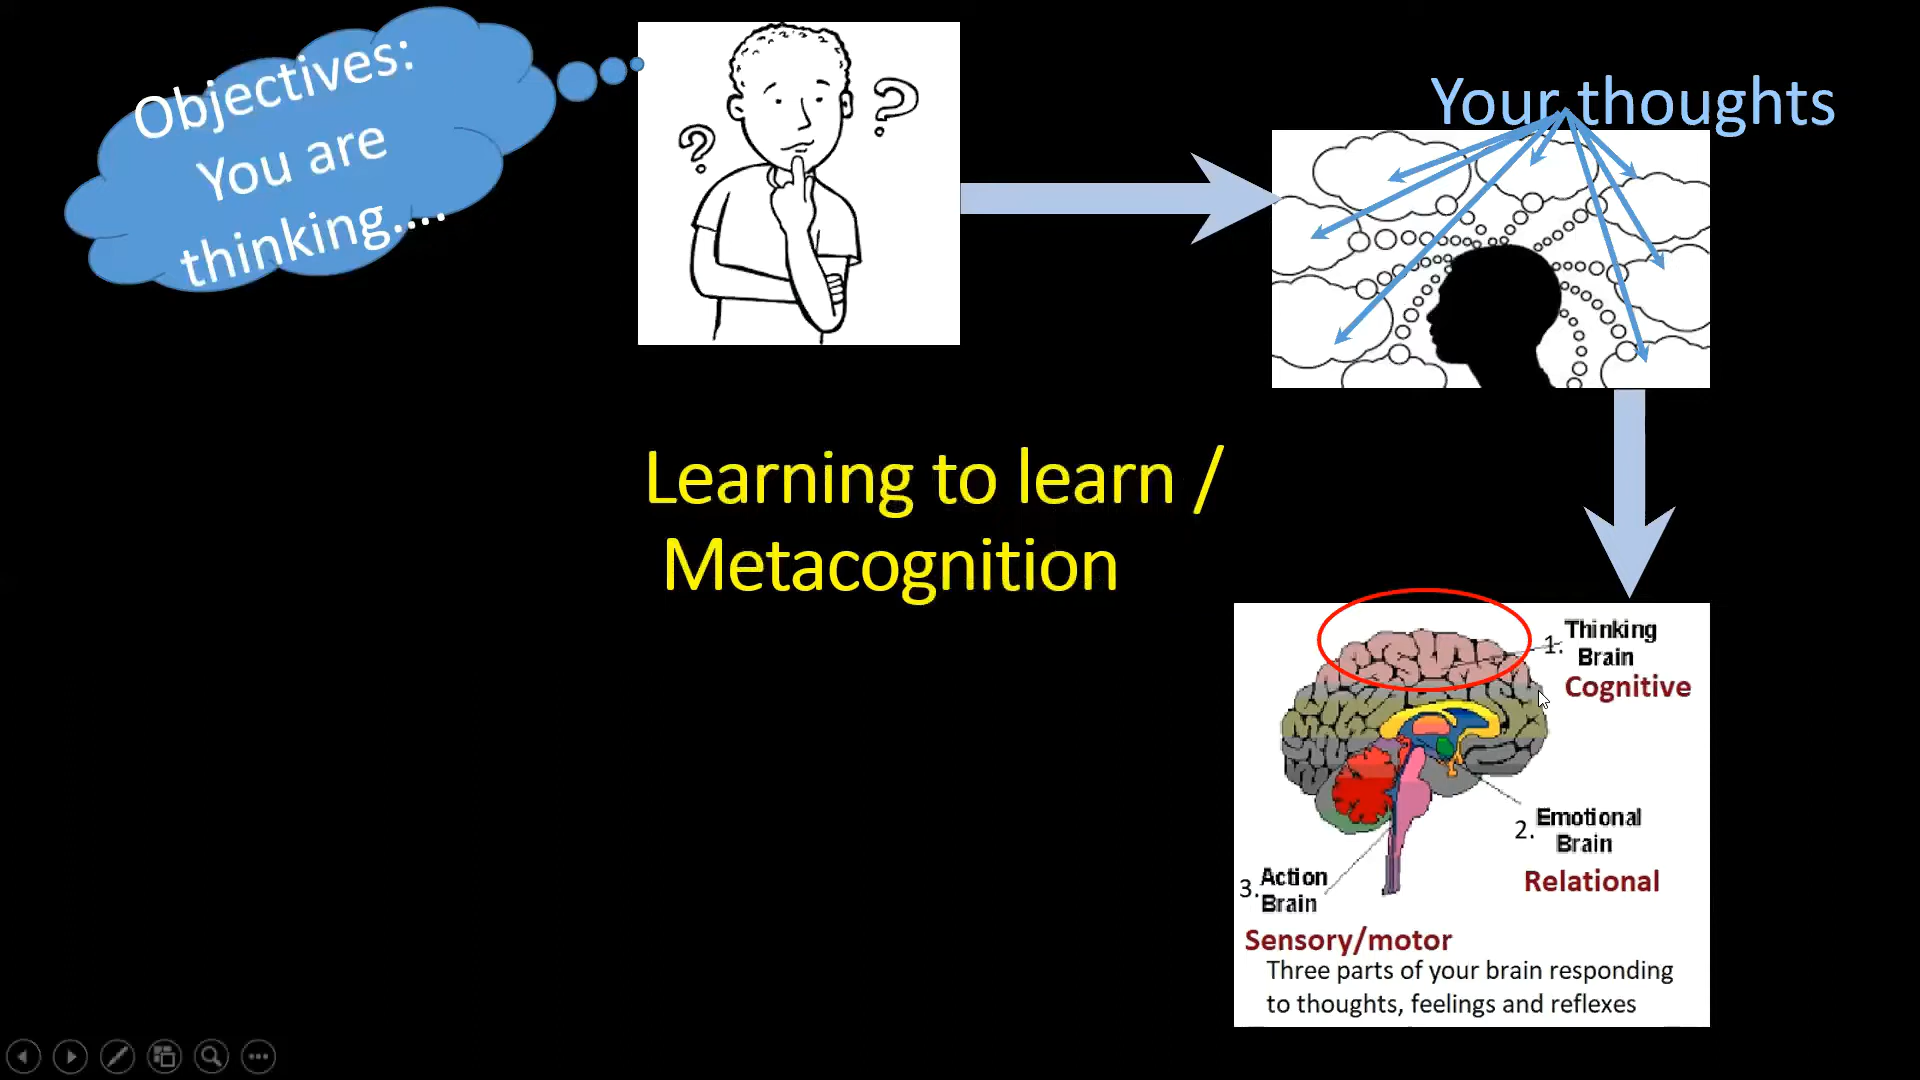 Objectives:
You are
thinking....
? ?
Your thoughts
Learning to learn /
Metacognition
1. Thinking
Brain
Cognitive
2. Emotional
Brain
Relational
3. Action
Brain
Sensory/motor
Three parts of your brain responding
to thoughts, feelings and reflexes